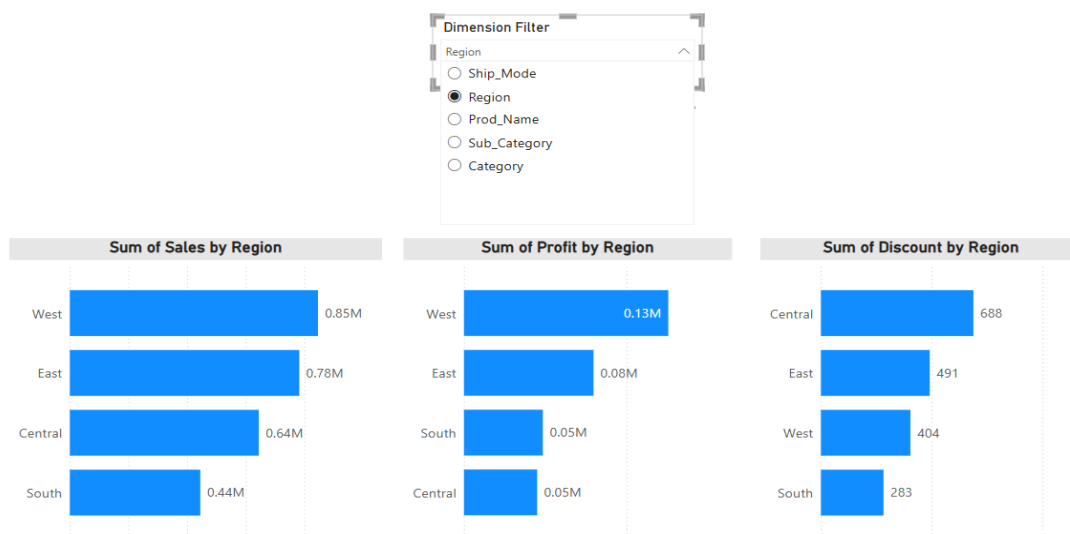 Dimension Filter
Region
Ship_Mode
Region
Prod_Name
Sub_Category
Category
Sum of Sales by Region
West 0.85M
East 0.78M
Central 0.64M
South 0.44M
Sum of Profit by Region
West 0.13M
East 0.08M
South 0.05M
Central 0.05M
Sum of Discount by Region
Central 688
East 491
West 404
South 283